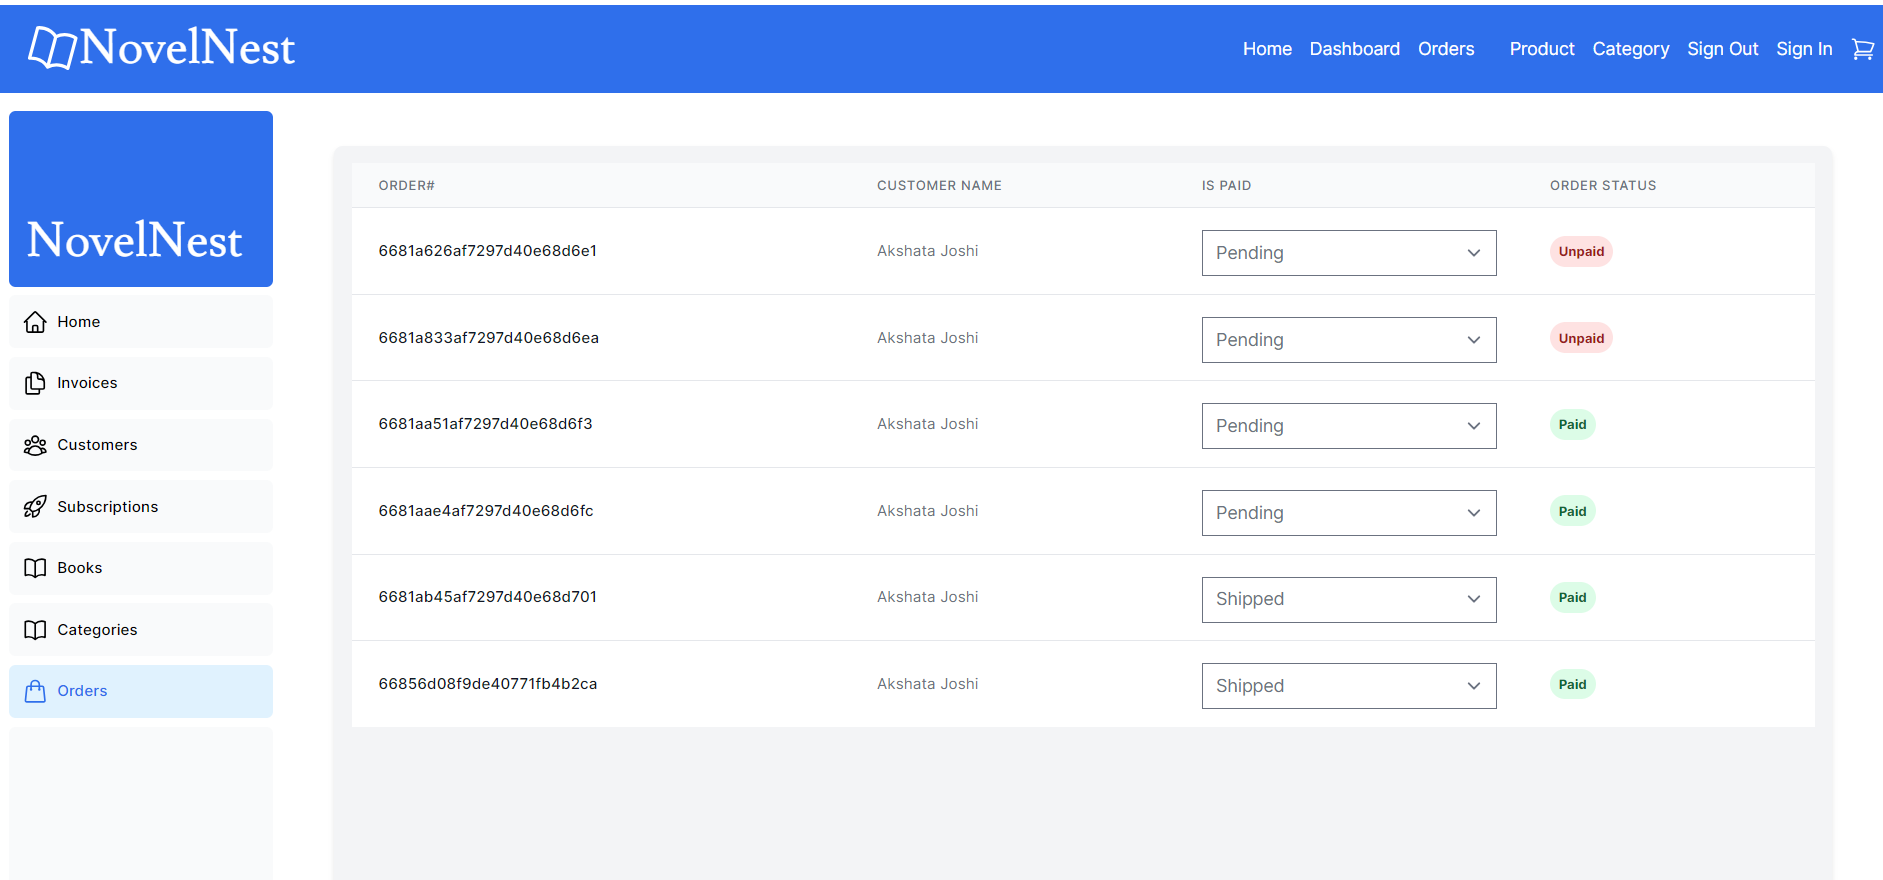 NovelNest
Home Dashboard Orders Product Category Sign Out Sign In
NovelNest
Home
Invoices
Customers
Subscriptions
Books
Categories
Orders
ORDER# CUSTOMER NAME IS PAID ORDER STATUS
6681a626af7297d40e68d6e1 Akshata Joshi Pending Unpaid
6681a833af7297d40e68d6ea Akshata Joshi Pending Unpaid
6681aa51af7297d40e68d6f3 Akshata Joshi Pending Paid
6681aae4af7297d40e68d6fc Akshata Joshi Pending Paid
6681ab45af7297d40e68d701 Akshata Joshi Shipped Paid
66856d08f9de40771fb4b2ca Akshata Joshi Shipped Paid